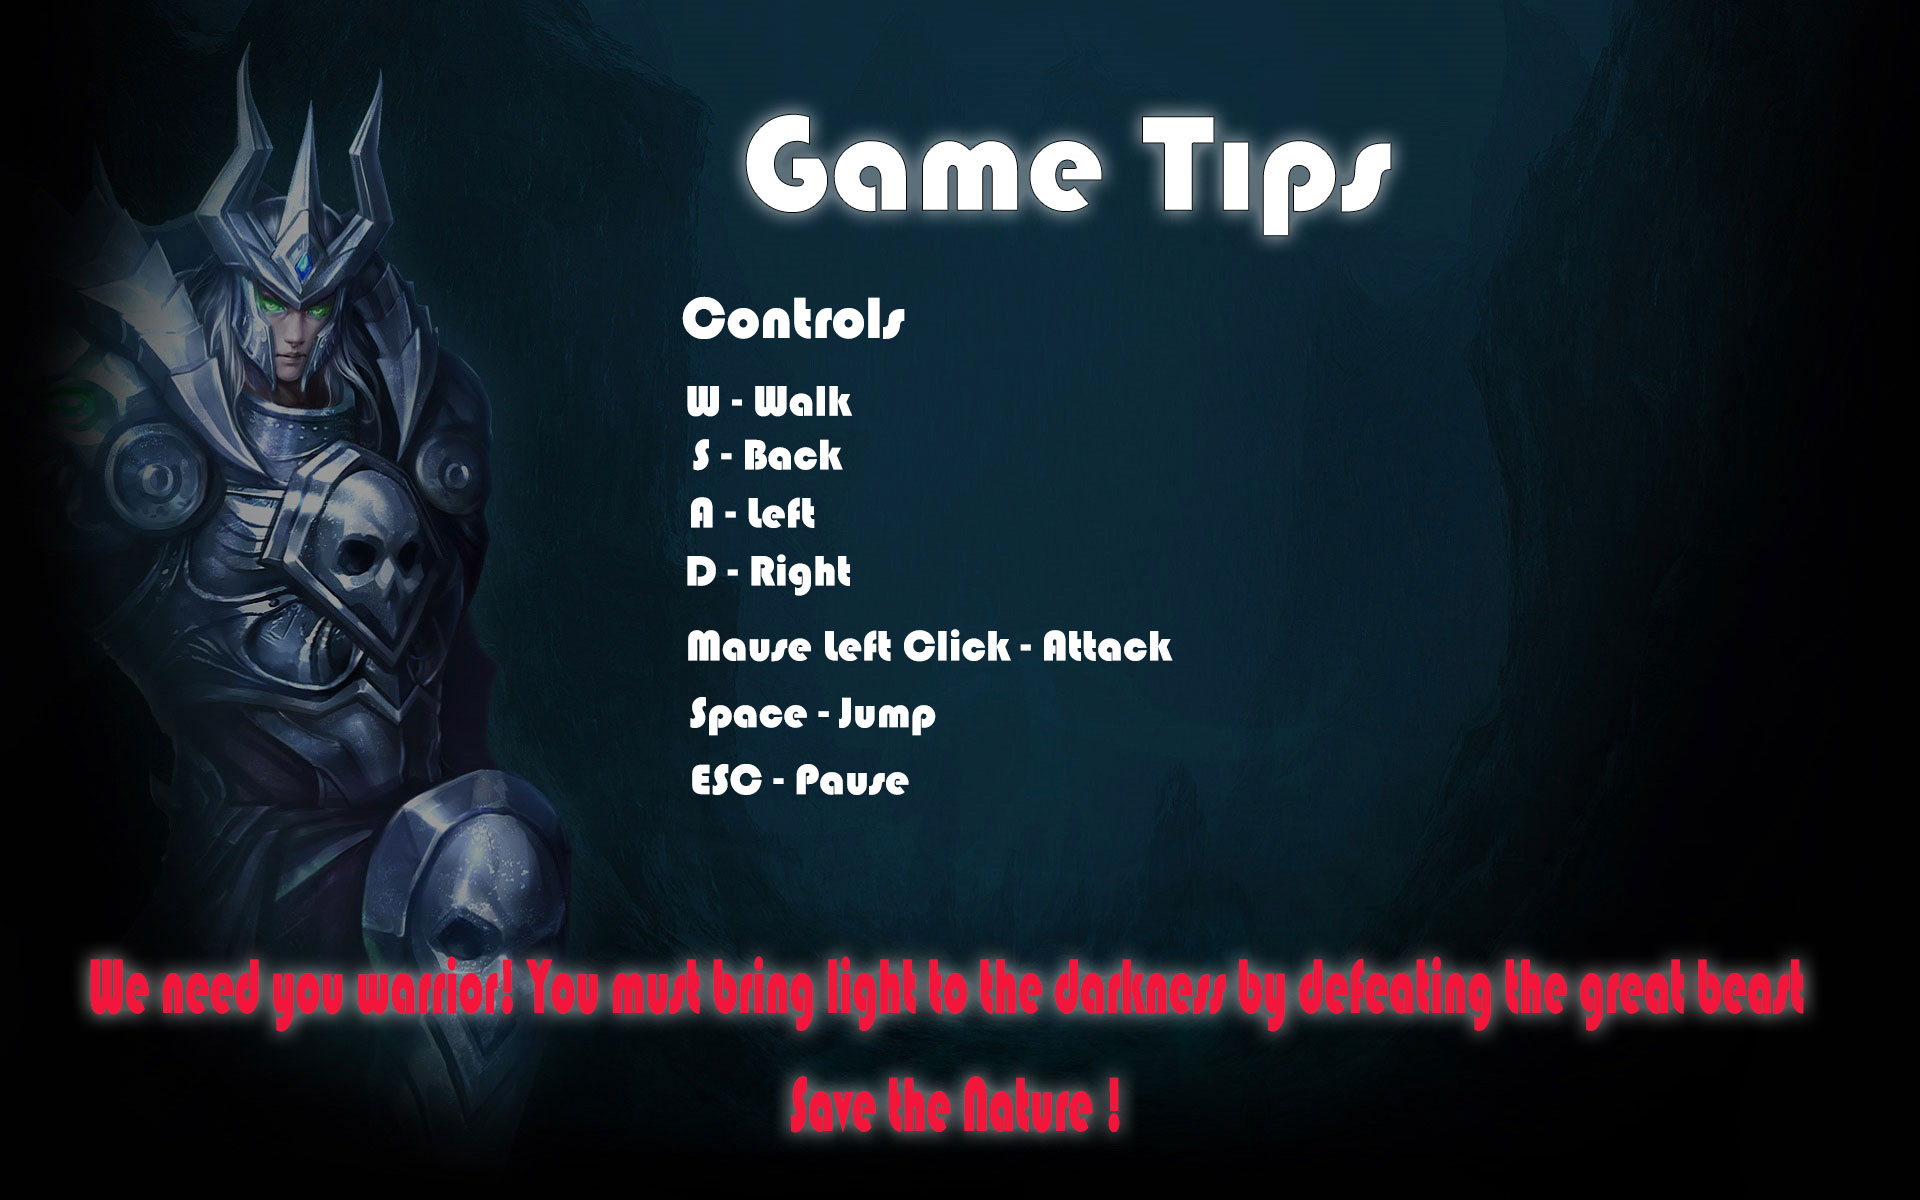 Game Tips
Controls
W - Walk
S - Back
A - Left
D - Right
Mause Left Click - Attack
Space - Jump
ESC - Pause
We need you warrior! You must bring light to the darkness by defeating the great beast
Save the Nature !